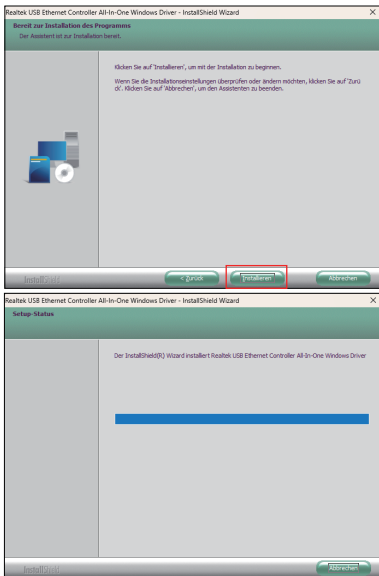 Realtek USB Ethernet Controller All-In-One Windows Driver - InstallShield Wizard
Bereit zur Installation des Programms
Der Assistent ist zur Installation bereit.
Klicken Sie auf 'Installieren', um mit der Installation zu beginnen.
Wenn Sie die Installationseinstellungen überprüfen oder ändern möchten, klicken Sie auf 'Zurü
ck'. Klicken Sie auf 'Abbrechen', um den Assistenten zu beenden.
InstallShield
< Zurück
Installieren
Abbrechen
Realtek USB Ethernet Controller All-In-One Windows Driver - InstallShield Wizard
Setup-Status
Der InstallShield(R) Wizard installiert Realtek USB Ethernet Controller All-In-One Windows Driver
InstallShield
Abbrechen